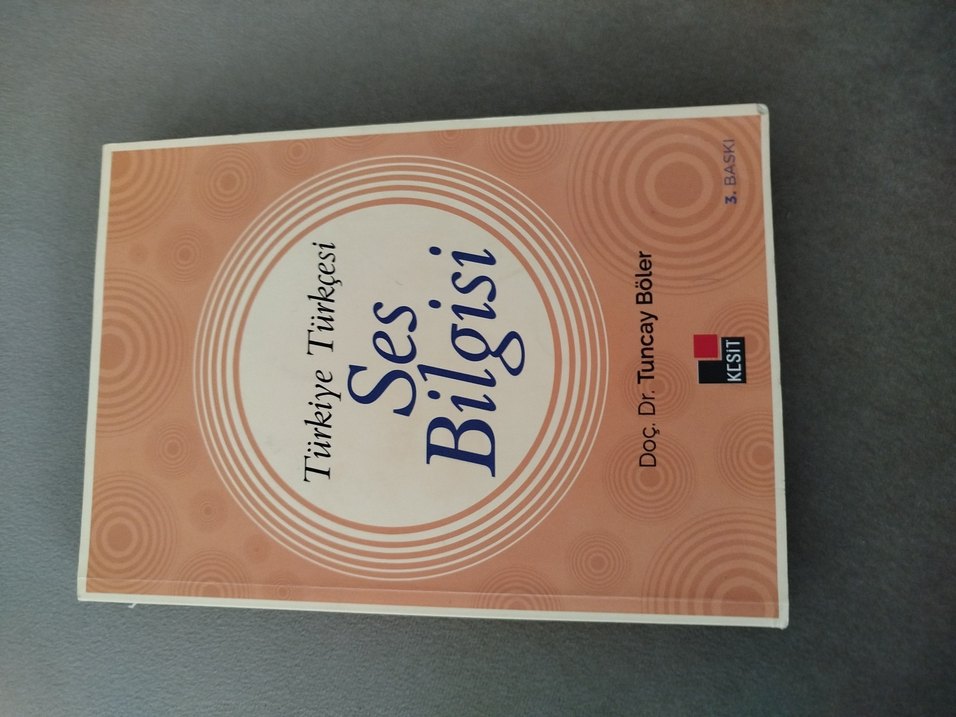 Türkiye Türkçesi
Ses
Bilgisi
Doç. Dr. Tuncay Böler
KESİT
3. BASKI